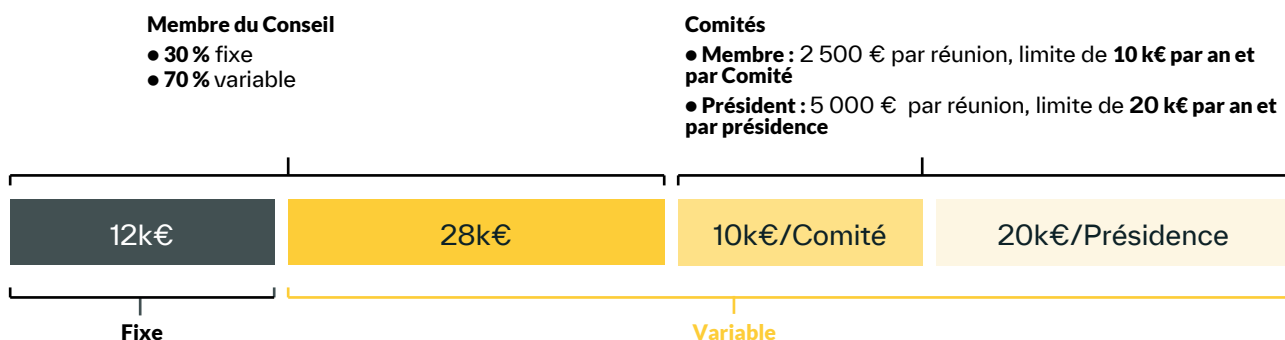 Membre du Conseil
• 30 % fixe
• 70 % variable
Comités
• Membre : 2 500 € par réunion, limite de 10 k€ par an et
par Comité
• Président : 5 000 € par réunion, limite de 20 k€ par an et
par présidence
12k€
28k€
10k€/Comité
20k€/Présidence
Fixe
Variable